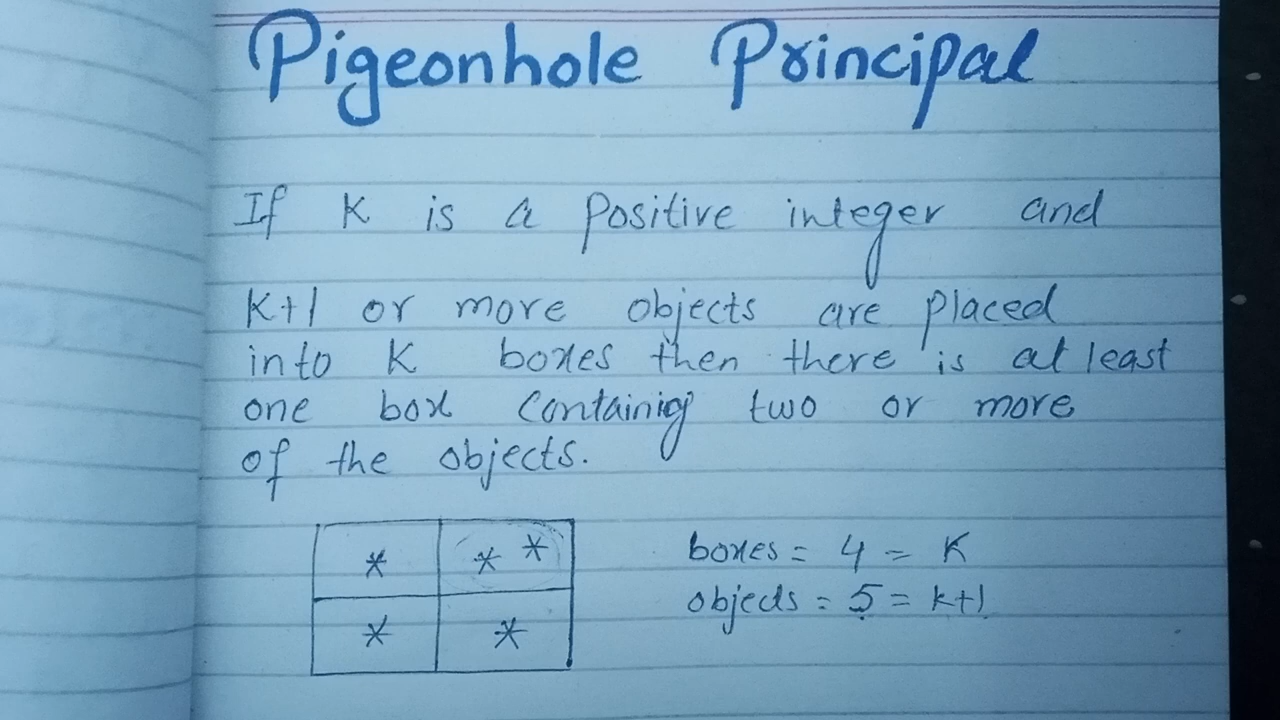 Pigeonhole Principal
If K is a positive integer and
K+1 or more objects are placed
into K boxes then there is at least
one box containig two or more
of the objects.
* * *
boxes = 4 = K
* *
objects = 5 = k+1